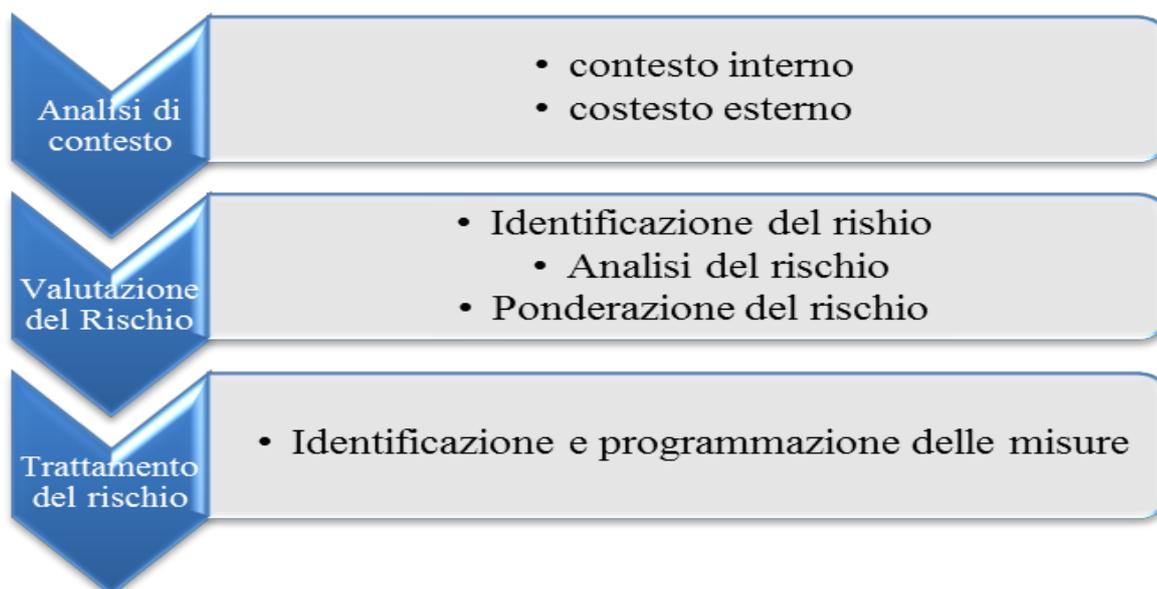 Analisi di
contesto
• contesto interno
• costesto esterno
Valutazione
del Rischio
• Identificazione del rishio
• Analisi del rischio
• Ponderazione del rischio
Trattamento
del rischio
• Identificazione e programmazione delle misure